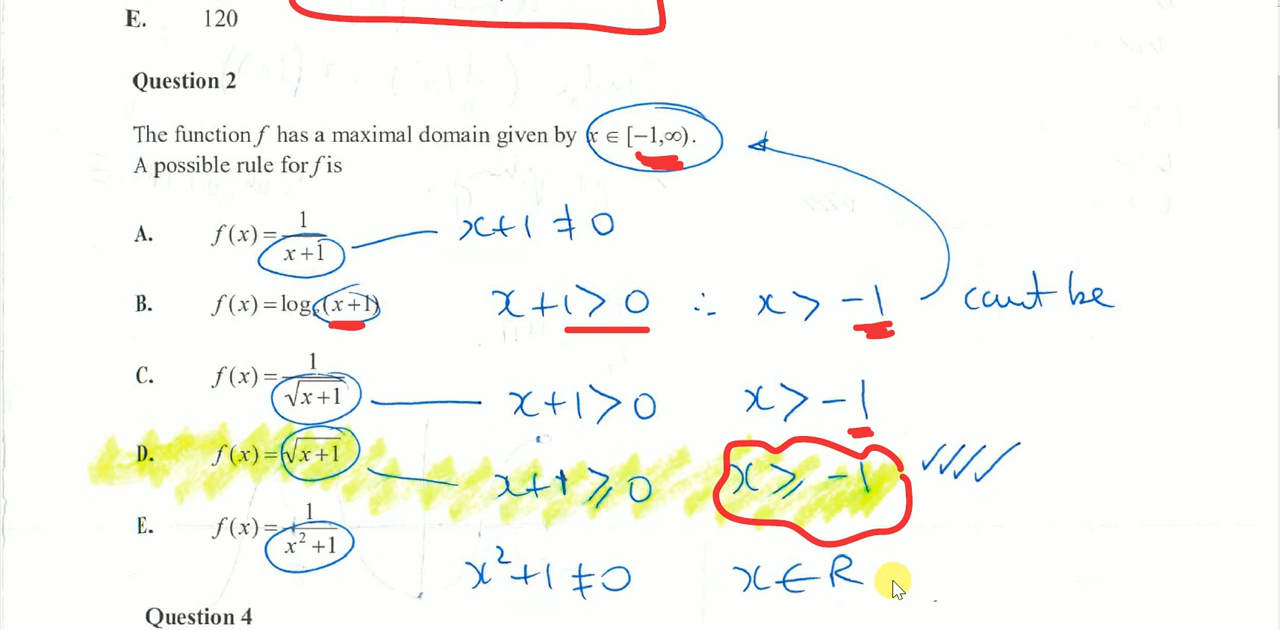 E. 120
Question 2
The function f has a maximal domain given by x ∈ [−1,∞).
A possible rule for f is
A. f(x)=1/(x+1) x+1 ≠ 0
B. f(x)=logₑ(x+1) x+1>0 ∴ x > -1 can't be
C. f(x)=1/√(x+1) x+1>0 x> -1
D. f(x)=√(x+1) x+1 ≥ 0 x ≥ -1
E. f(x)=1/(x²+1) x²+1≠0 x∈R
Question 4